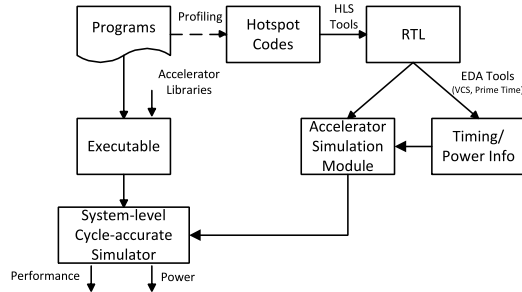 Programs
Profiling
Hotspot
Codes
HLS
Tools
RTL
Accelerator
Libraries
EDA Tools
(VCS, Prime Time)
Executable
Accelerator
Simulation
Module
Timing/
Power Info
System-level
Cycle-accurate
Simulator
Performance
Power